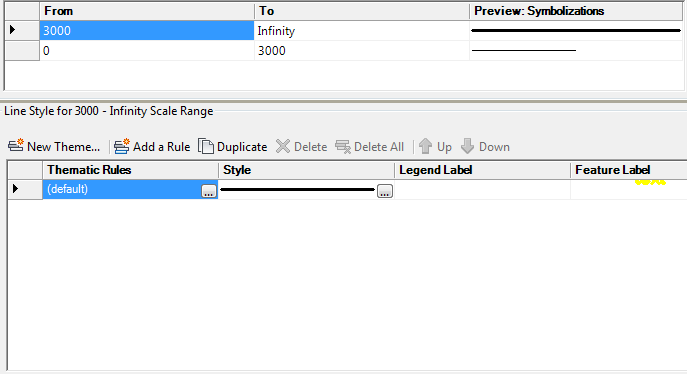 From To Preview: Symbolizations
3000 Infinity
0 3000
Line Style for 3000 - Infinity Scale Range
New Theme... Add a Rule Duplicate Delete Delete All Up Down
Thematic Rules Style Legend Label Feature Label
(default) ... ...